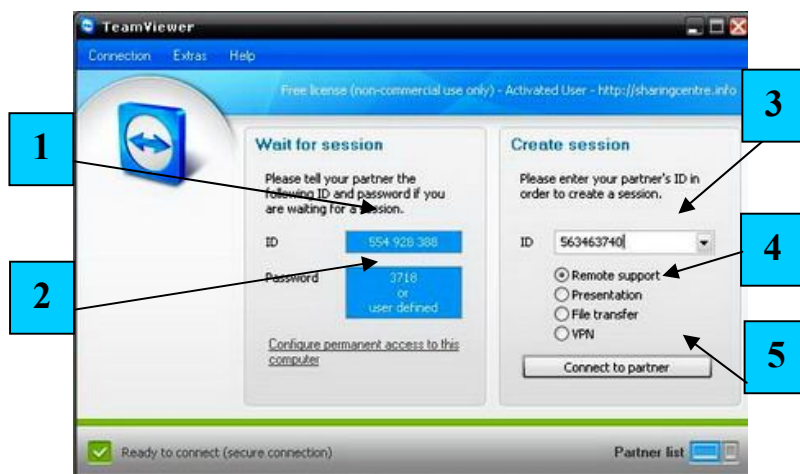 TeamViewer
Connection Extras Help
Free license (non-commercial use only) - Activated User - http://sharingcentre.info
1
2
Wait for session
Please tell your partner the
following ID and password if you
are waiting for a session.
ID 554 928 388
Password 3718
or
user defined
Configure permanent access to this
computer
3
4
5
Create session
Please enter your partner's ID in
order to create a session.
ID 563463740
Remote support
Presentation
File transfer
VPN
Connect to partner
Ready to connect (secure connection)
Partner list